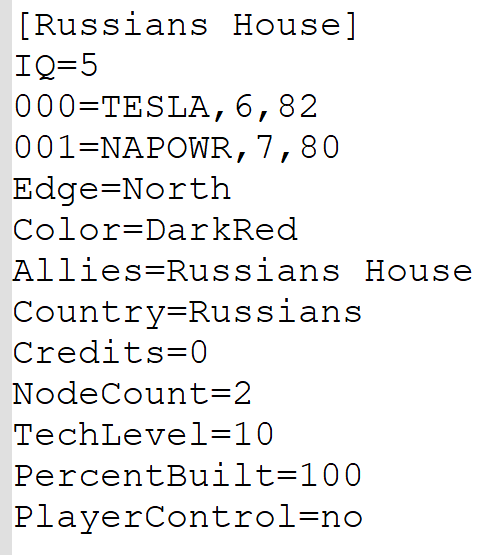 [Russians House]
IQ=5
000=TESLA,6,82
001=NAPOWR,7,80
Edge=North
Color=DarkRed
Allies=Russians House
Country=Russians
Credits=0
NodeCount=2
TechLevel=10
PercentBuilt=100
PlayerControl=no